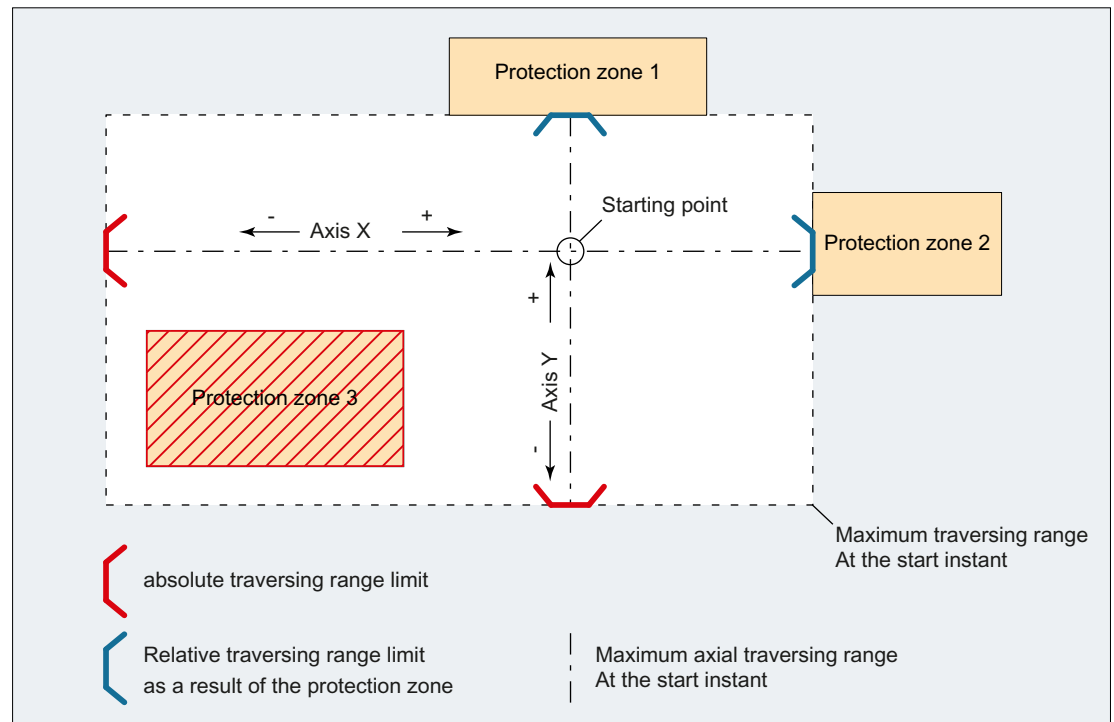 Protection zone 1
Starting point
- Axis X +
Protection zone 2
+
Axis Y
-
Protection zone 3
Maximum traversing range
At the start instant
absolute traversing range limit
Relative traversing range limit
as a result of the protection zone
Maximum axial traversing range
At the start instant